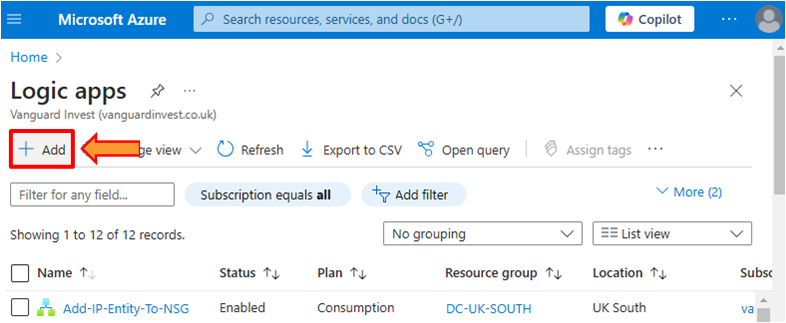 Microsoft Azure
Search resources, services, and docs (G+/)
Copilot
Home
Logic apps
Vanguard Invest (vanguardinvest.co.uk)
Add
ge view
Refresh
Export to CSV
Open query
Assign tags
Filter for any field...
Subscription equals all
Add filter
More (2)
Showing 1 to 12 of 12 records.
No grouping
List view
Name
Status
Plan
Resource group
Location
Subsc
Add-IP-Entity-To-NSG
Enabled
Consumption
DC-UK-SOUTH
UK South
va